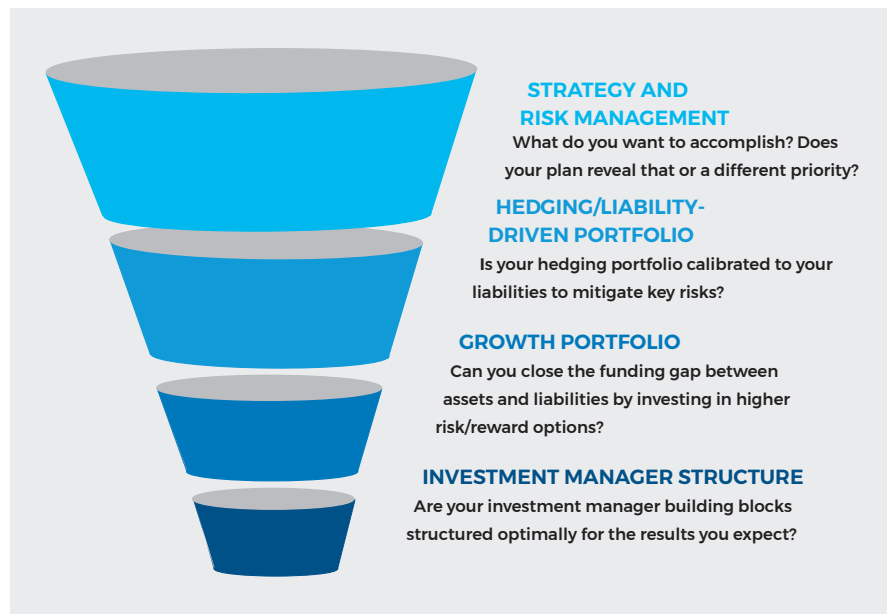 STRATEGY AND
RISK MANAGEMENT
What do you want to accomplish? Does
your plan reveal that or a different priority?
HEDGING/LIABILITY-
DRIVEN PORTFOLIO
Is your hedging portfolio calibrated to your
liabilities to mitigate key risks?
GROWTH PORTFOLIO
Can you close the funding gap between
assets and liabilities by investing in higher
risk/reward options?
INVESTMENT MANAGER STRUCTURE
Are your investment manager building blocks
structured optimally for the results you expect?